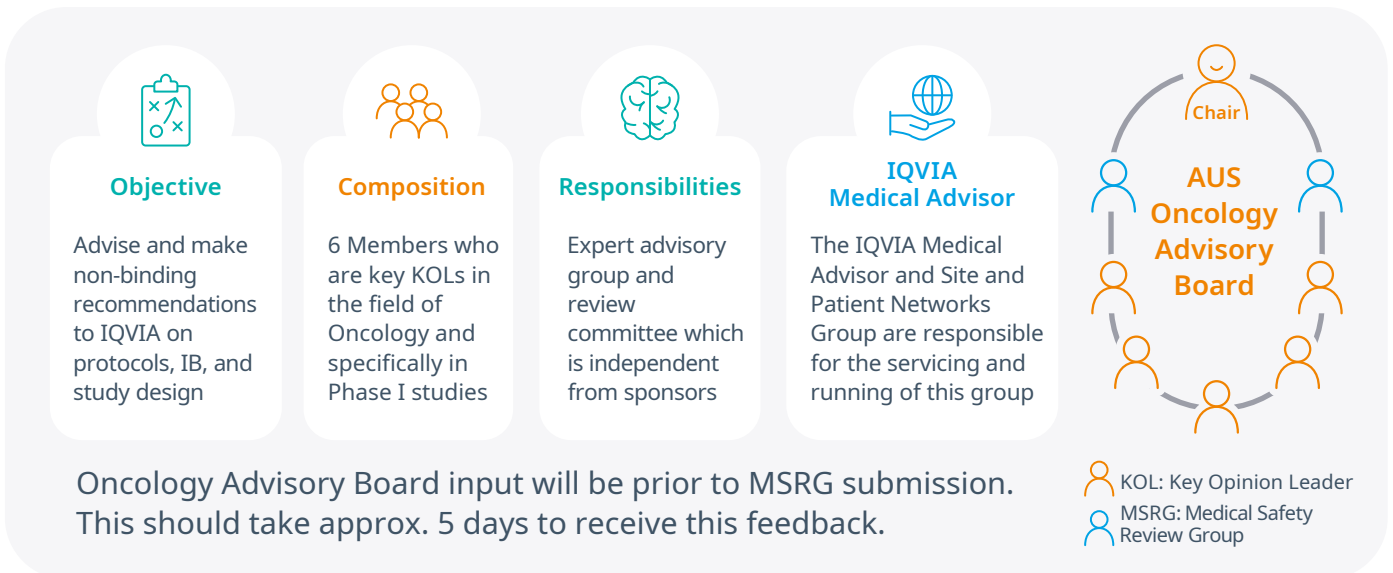 Objective
Advise and make
non-binding
recommendations
to IQVIA on
protocols, IB, and
study design
Composition
6 Members who
are key KOLs in
the field of
Oncology and
specifically in
Phase I studies
Responsibilities
Expert advisory
group and
review
committee which
is independent
from sponsors
IQVIA
Medical Advisor
The IQVIA Medical
Advisor and Site and
Patient Networks
Group are responsible
for the servicing and
running of this group
Chair
AUS
Oncology
Advisory
Board
Oncology Advisory Board input will be prior to MSRG submission.
This should take approx. 5 days to receive this feedback.
KOL: Key Opinion Leader
MSRG: Medical Safety
Review Group